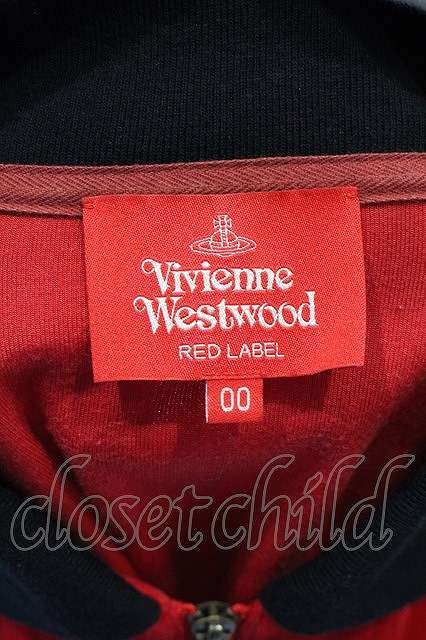 Vivienne
Westwood
RED LABEL
00
closetchild